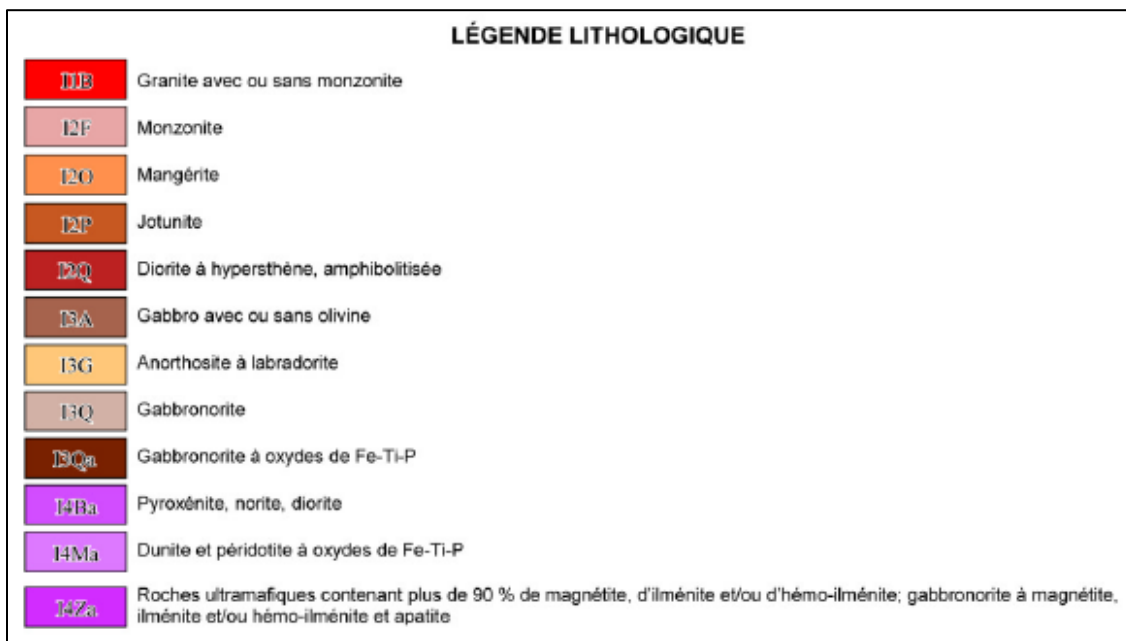 LÉGENDE LITHOLOGIQUE
I1B Granite avec ou sans monzonite
I2F Monzonite
I2O Mangérite
I2P Jotunite
I2Q Diorite à hypersthène, amphibolitisée
I3A Gabbro avec ou sans olivine
I3G Anorthosite à labradorite
I3Q Gabbronorite
I3Qa Gabbronorite à oxydes de Fe-Ti-P
I4Ba Pyroxénite, norite, diorite
I4Ma Dunite et péridotite à oxydes de Fe-Ti-P
I4Za Roches ultramafiques contenant plus de 90 % de magnétite, d'ilménite et/ou d'hémo-ilménite; gabbronorite à magnétite,
ilménite et/ou hémo-ilménite et apatite